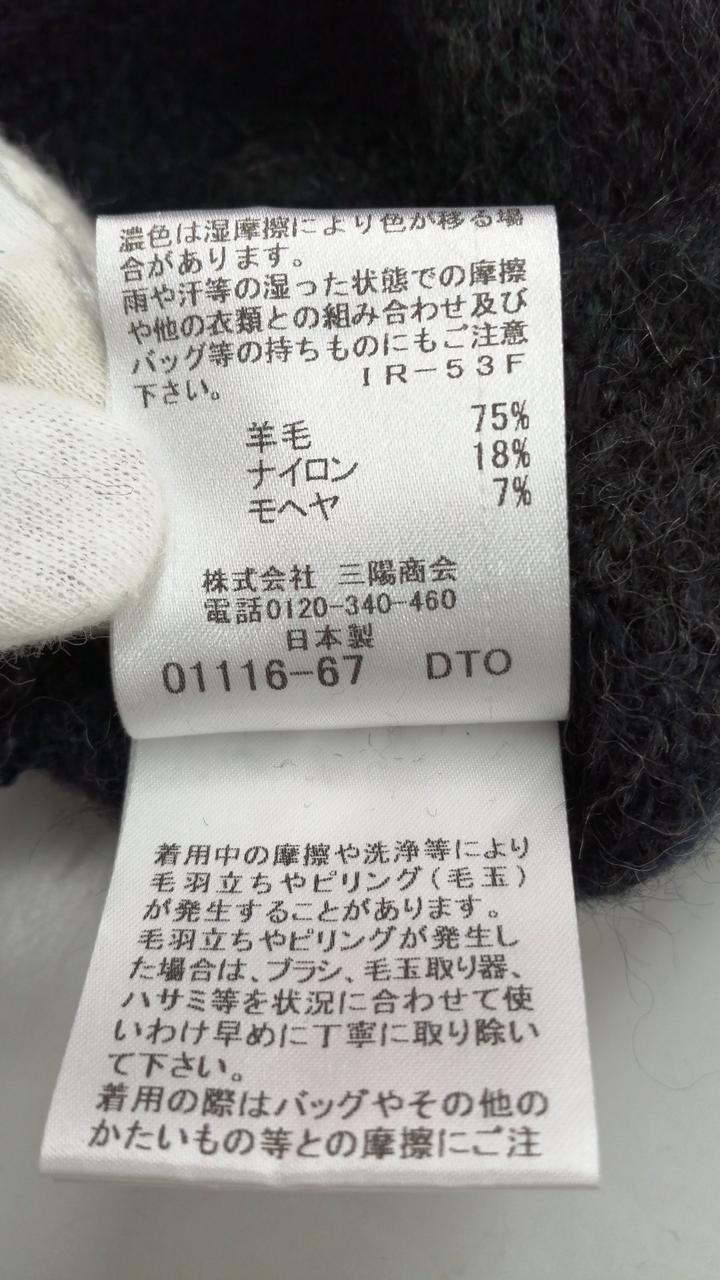 濃色は湿摩擦により色が移る場
合があります。
雨や汗等の湿った状態での摩擦
や他の衣類との組み合わせ及び
バッグ等の持ちものにもご注意
下さい。 IR-53F
羊毛 75%
ナイロン 18%
モヘヤ 7%
株式会社 三陽商会
電話0120-340-460
日本製
01116-67 DTO
着用中の摩擦や洗浄等により
毛羽立ちやピリング(毛玉)
が発生することがあります。
毛羽立ちやピリングが発生し
た場合は、ブラシ、毛玉取り器、
ハサミ等を状況に合わせて使
いわけ早めに丁寧に取り除い
て下さい。
着用の際はバッグやその他の
かたいもの等との摩擦にご注